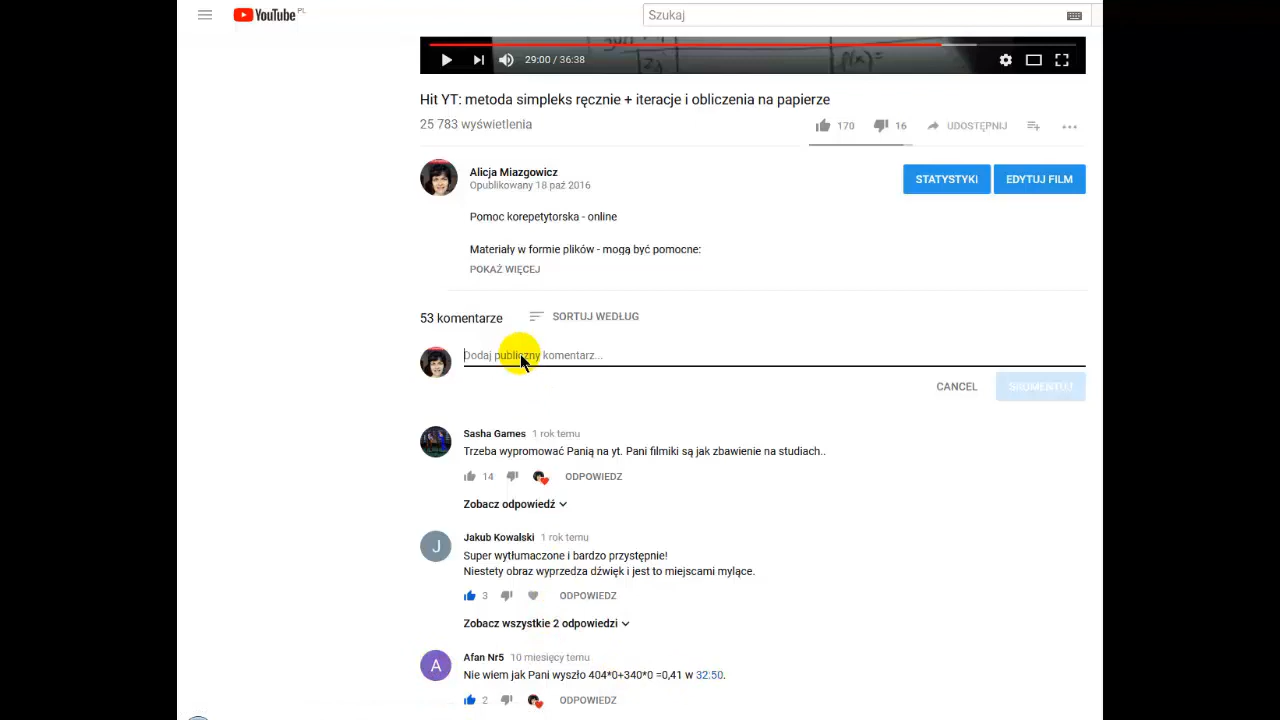 YouTube PL
Szukaj
29:00 / 36:38
Hit YT: metoda simpleks ręcznie + iteracje i obliczenia na papierze
25 783 wyświetlenia
170 16 UDOSTĘPNIJ
Alicja Miazgowicz
Opublikowany 18 paź 2016
STATYSTYKI EDYTUJ FILM
Pomoc korepetytorska - online
Materiały w formie plików - mogą być pomocne:
POKAŻ WIĘCEJ
53 komentarze SORTUJ WEDŁUG
Dodaj publiczny komentarz...
CANCEL SKOMENTUJ
Sasha Games 1 rok temu
Trzeba wypromować Panią na yt. Pani filmiki są jak zbawienie na studiach..
14 ODPOWIEDZ
Zobacz odpowiedź
J
Jakub Kowalski 1 rok temu
Super wytłumaczone i bardzo przystępnie!
Niestety obraz wyprzedza dźwięk i jest to miejscami mylące.
3 ODPOWIEDZ
Zobacz wszystkie 2 odpowiedzi
A
Afan Nr5 10 miesięcy temu
Nie wiem jak Pani wyszło 404*0+340*0 =0,41 w 32:50.
2 ODPOWIEDZ